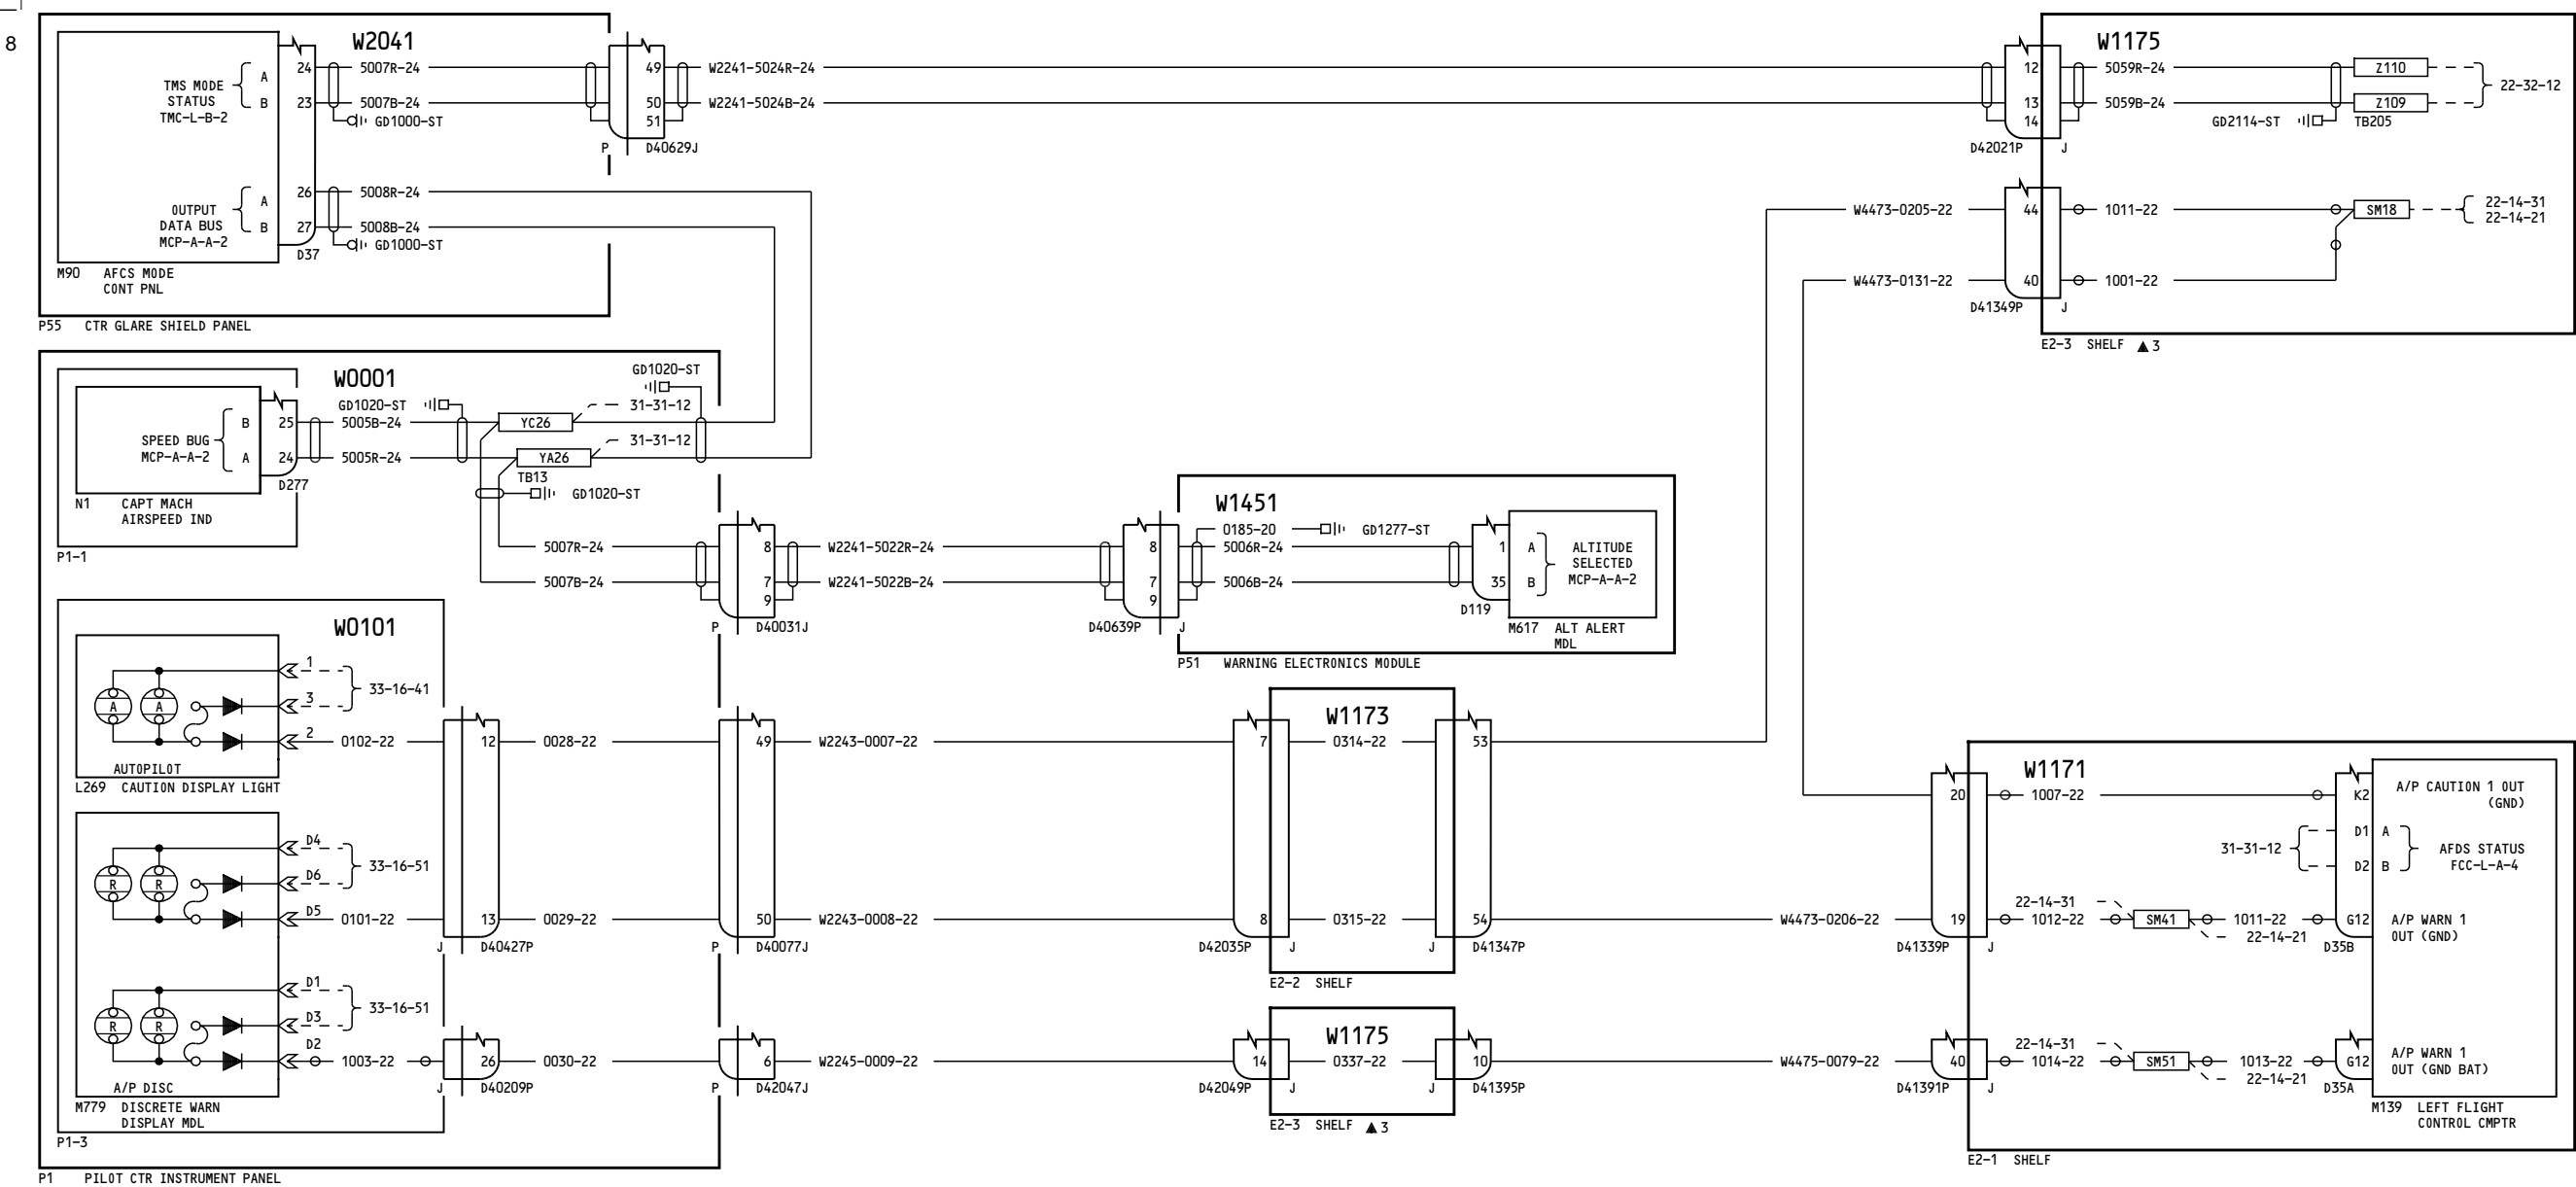 8
W2041
TMS MODE
STATUS
TMC-L-B-2
A
B
24
23
5007R-24
5007B-24
GD1000-ST
OUTPUT
DATA BUS
MCP-A-A-2
A
B
26
27
D37
5008R-24
5008B-24
GD1000-ST
M90 AFCS MODE
CONT PNL
P55 CTR GLARE SHIELD PANEL
49
50
51
P
D40629J
W2241-5024R-24
W2241-5024B-24
12
13
14
D42021P
J
W1175
5059R-24
5059B-24
Z110
Z109
GD2114-ST
TB205
22-32-12
W4473-0205-22
W4473-0131-22
44
40
D41349P
J
1011-22
1001-22
SM18
22-14-31
22-14-21
E2-3 SHELF ▲3
W0001
GD1020-ST
GD1020-ST
SPEED BUG
MCP-A-A-2
B
A
25
24
D277
5005B-24
5005R-24
YC26
YA26
TB13
31-31-12
31-31-12
GD1020-ST
N1 CAPT MACH
AIRSPEED IND
P1-1
5007R-24
5007B-24
8
7
9
P
D40031J
W2241-5022R-24
W2241-5022B-24
8
7
9
D40639P
J
W1451
0185-20
GD1277-ST
5006R-24
5006B-24
1
35
D119
A
B
ALTITUDE
SELECTED
MCP-A-A-2
M617 ALT ALERT
MDL
P51 WARNING ELECTRONICS MODULE
W0101
A
A
1
3
2
33-16-41
0102-22
AUTOPILOT
L269 CAUTION DISPLAY LIGHT
12
0028-22
49
W2243-0007-22
7
W1173
0314-22
53
R
R
D4
D6
D5
33-16-51
0101-22
13
J
D40427P
0029-22
50
P
D40077J
W2243-0008-22
8
D42035P
J
0315-22
54
J
D41347P
E2-2 SHELF
W4473-0206-22
R
R
D1
D3
D2
33-16-51
1003-22
A/P DISC
M779 DISCRETE WARN
DISPLAY MDL
P1-3
P1 PILOT CTR INSTRUMENT PANEL
26
J
D40209P
0030-22
6
P
D42047J
W2245-0009-22
14
D42049P
J
W1175
0337-22
10
J
D41395P
E2-3 SHELF ▲3
W4475-0079-22
W1171
20
1007-22
K2
A/P CAUTION 1 OUT
(GND)
31-31-12
D1
D2
A
B
AFDS STATUS
FCC-L-A-4
19
D41339P
J
22-14-31
1012-22
SM41
1011-22
22-14-21
G12
D35B
A/P WARN 1
OUT (GND)
40
D41391P
J
22-14-31
1014-22
SM51
1013-22
22-14-21
G12
D35A
A/P WARN 1
OUT (GND BAT)
M139 LEFT FLIGHT
CONTROL CMPTR
E2-1 SHELF